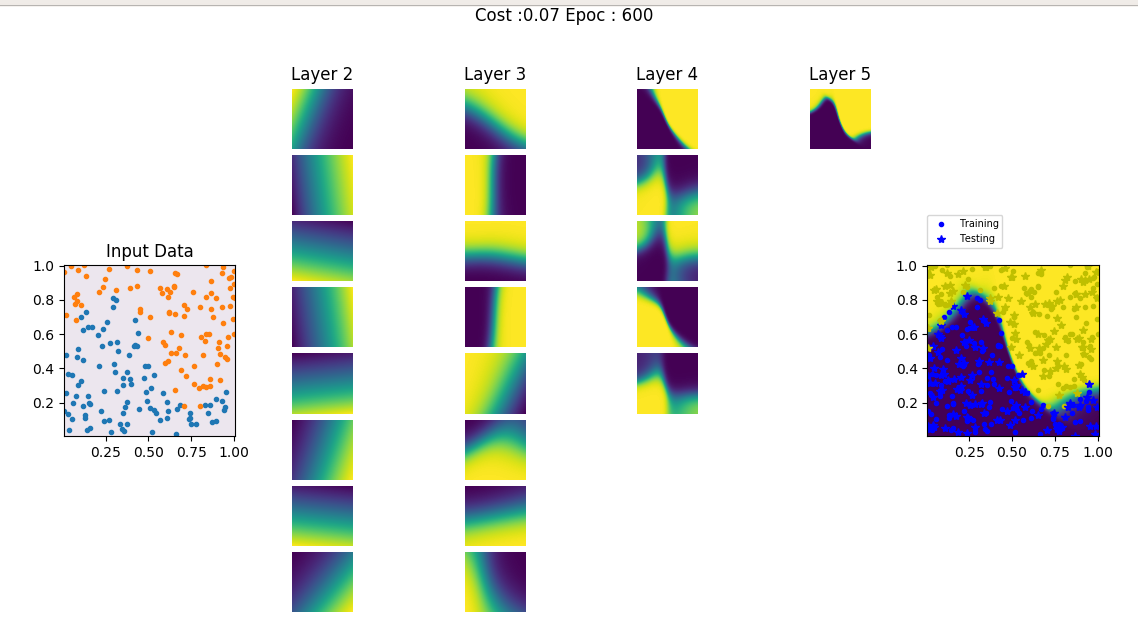 Cost :0.07 Epoc : 600
Layer 2
Layer 3
Layer 4
Layer 5
Input Data
1.0
0.8
0.6
0.4
0.2
0.25 0.50 0.75 1.00
Training
Testing
1.0
0.8
0.6
0.4
0.2
0.25 0.50 0.75 1.00